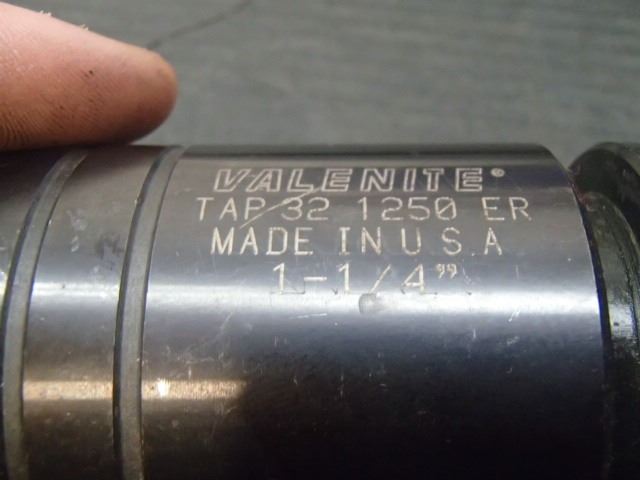 VALENITE®
TAP 32 1250 ER
MADE IN U S A
1-1/4"